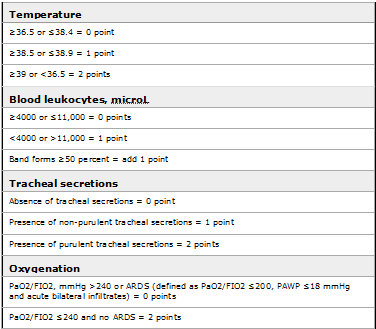 Temperature
≥36.5 or ≤38.4 = 0 point
≥38.5 or ≤38.9 = 1 point
≥39 or <36.5 = 2 points
Blood leukocytes, microL
≥4000 or ≤11,000 = 0 points
<4000 or >11,000 = 1 point
Band forms ≥50 percent = add 1 point
Tracheal secretions
Absence of tracheal secretions = 0 point
Presence of non-purulent tracheal secretions = 1 point
Presence of purulent tracheal secretions = 2 points
Oxygenation
PaO2/FIO2, mmHg >240 or ARDS (defined as PaO2/FIO2 ≤200, PAWP ≤18 mmHg
and acute bilateral infiltrates) = 0 points
PaO2/FIO2 ≤240 and no ARDS = 2 points